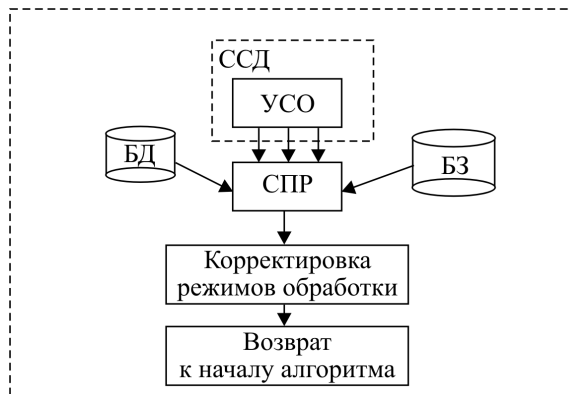 ССД
УСО
БД
БЗ
СПР
Корректировка
режимов обработки
Возврат
к началу алгоритма